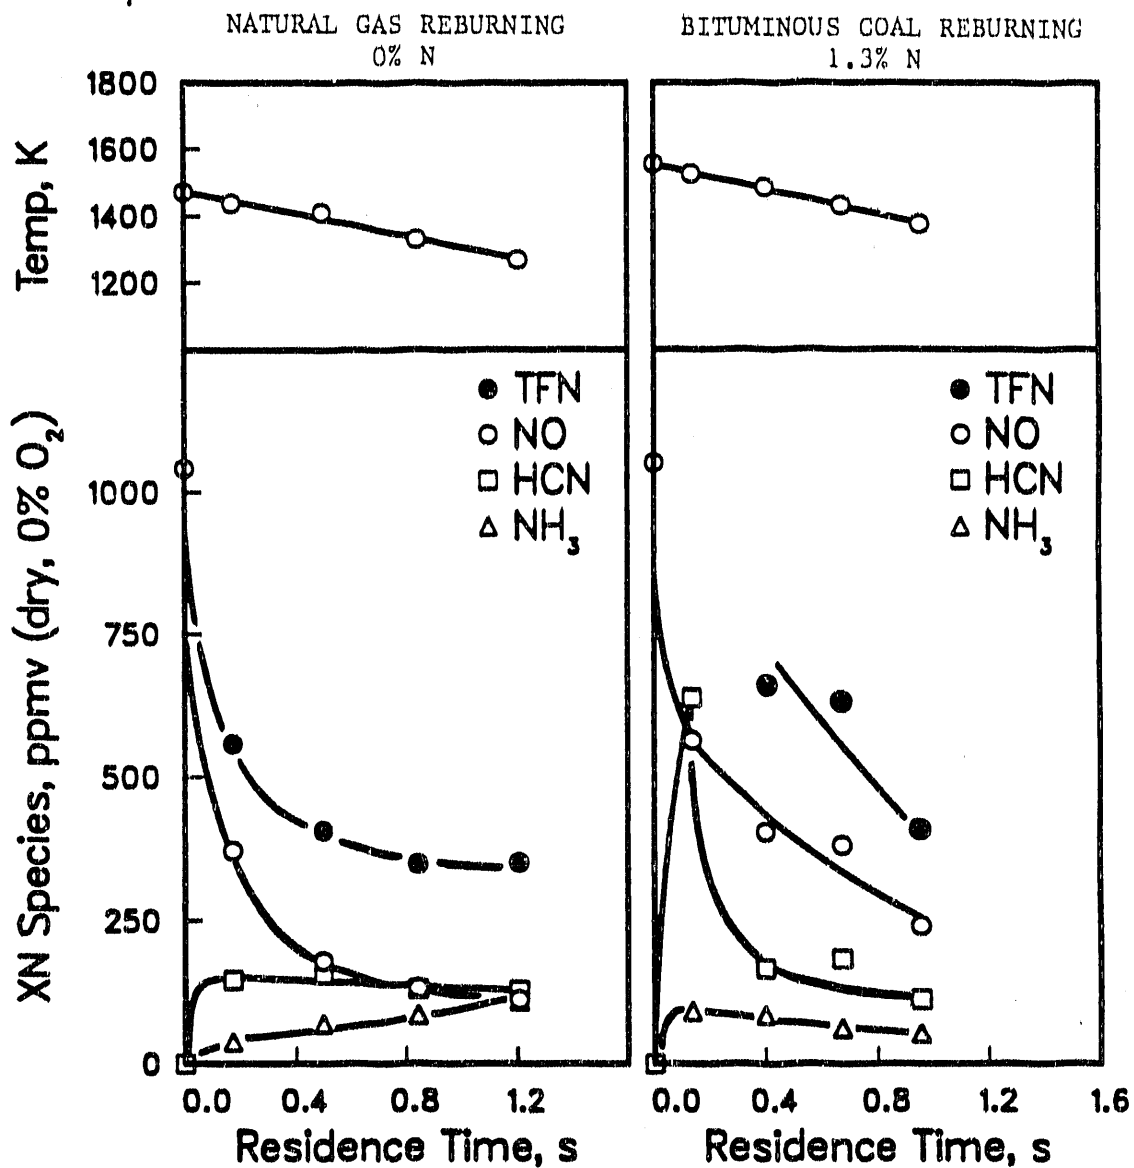 NATURAL GAS REBURNING
0% N
BITUMINOUS COAL REBURNING
1.3% N
Temp, K
1800
1600
1400
1200
XN Species, ppmv (dry, 0% O₂)
1000
750
500
250
0
TFN
NO
HCN
NH₃
TFN
NO
HCN
NH₃
0.0 0.4 0.8 1.2
0.0 0.4 0.8 1.2 1.6
Residence Time, s
Residence Time, s